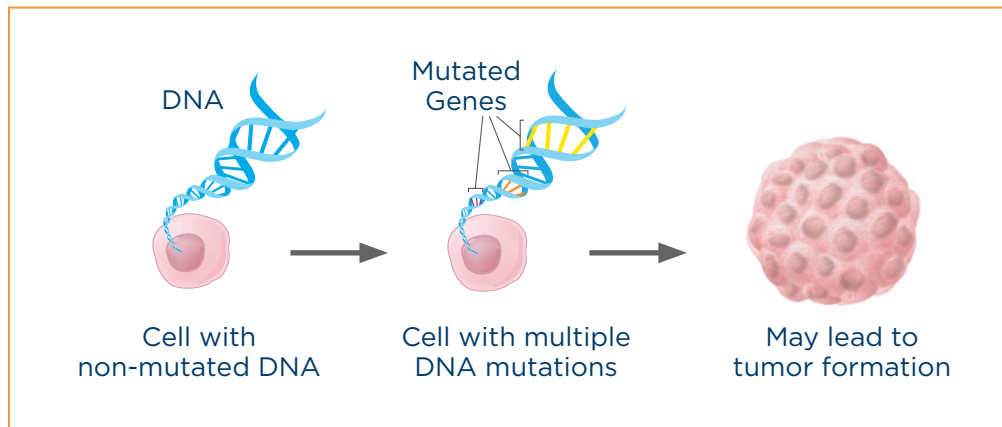 DNA
Mutated
Genes
Cell with
non-mutated DNA
Cell with multiple
DNA mutations
May lead to
tumor formation